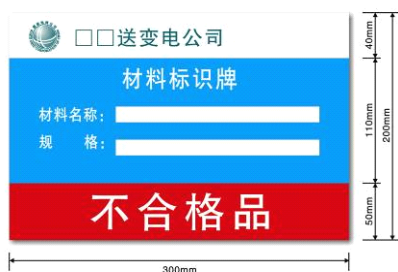 □□送变电公司
材料标识牌
材料名称：
规　　格：
不合格品
40mm
110mm
50mm
200mm
300mm